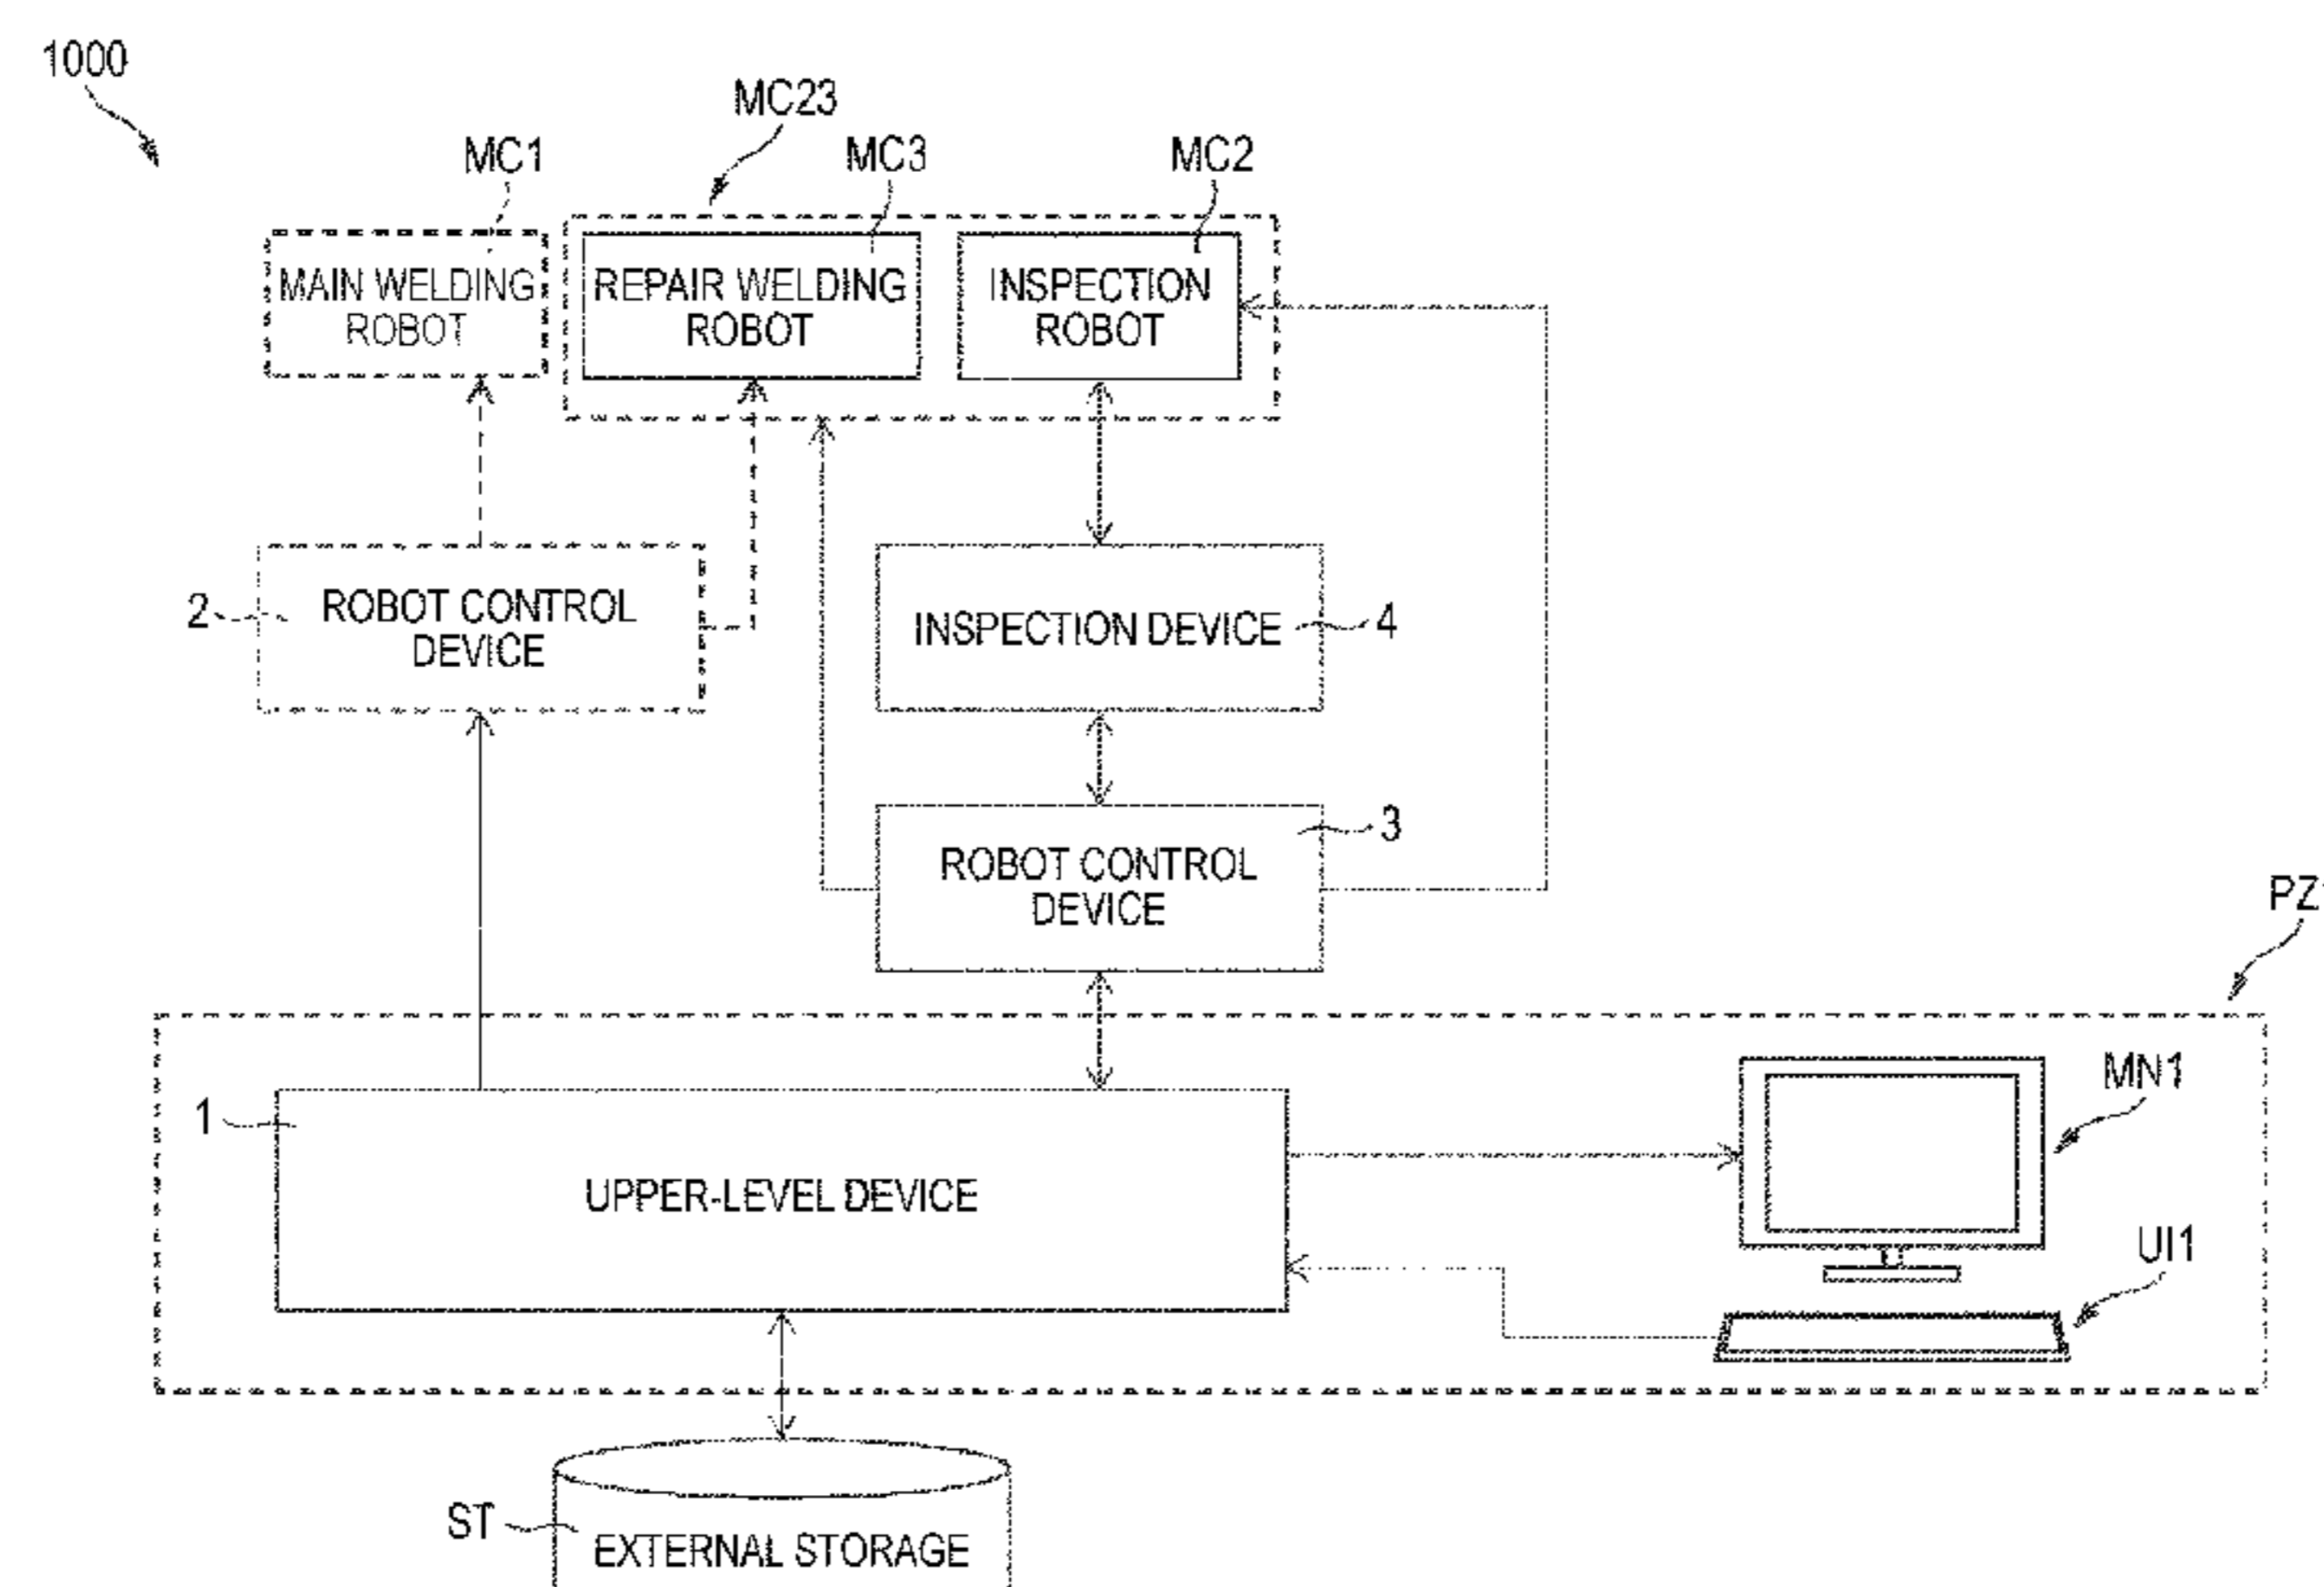 1000
MC23
MC1
MC3
MC2
MAIN WELDING
ROBOT
REPAIR WELDING
ROBOT
INSPECTION
ROBOT
2
ROBOT CONTROL
DEVICE
INSPECTION DEVICE
4
3
ROBOT CONTROL
DEVICE
PZ
1
UPPER-LEVEL DEVICE
MN1
UI1
ST
EXTERNAL STORAGE